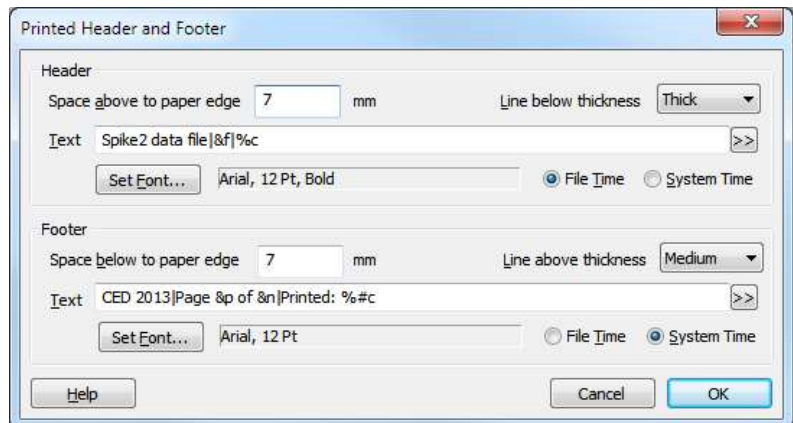 Printed Header and Footer
Header
Space above to paper edge 7 mm Line below thickness Thick
Text Spike2 data file|&f|%c >>
Set Font... Arial, 12 Pt, Bold File Time System Time
Footer
Space below to paper edge 7 mm Line above thickness Medium
Text CED 2013|Page &p of &n|Printed: %#c >>
Set Font... Arial, 12 Pt File Time System Time
Help Cancel OK